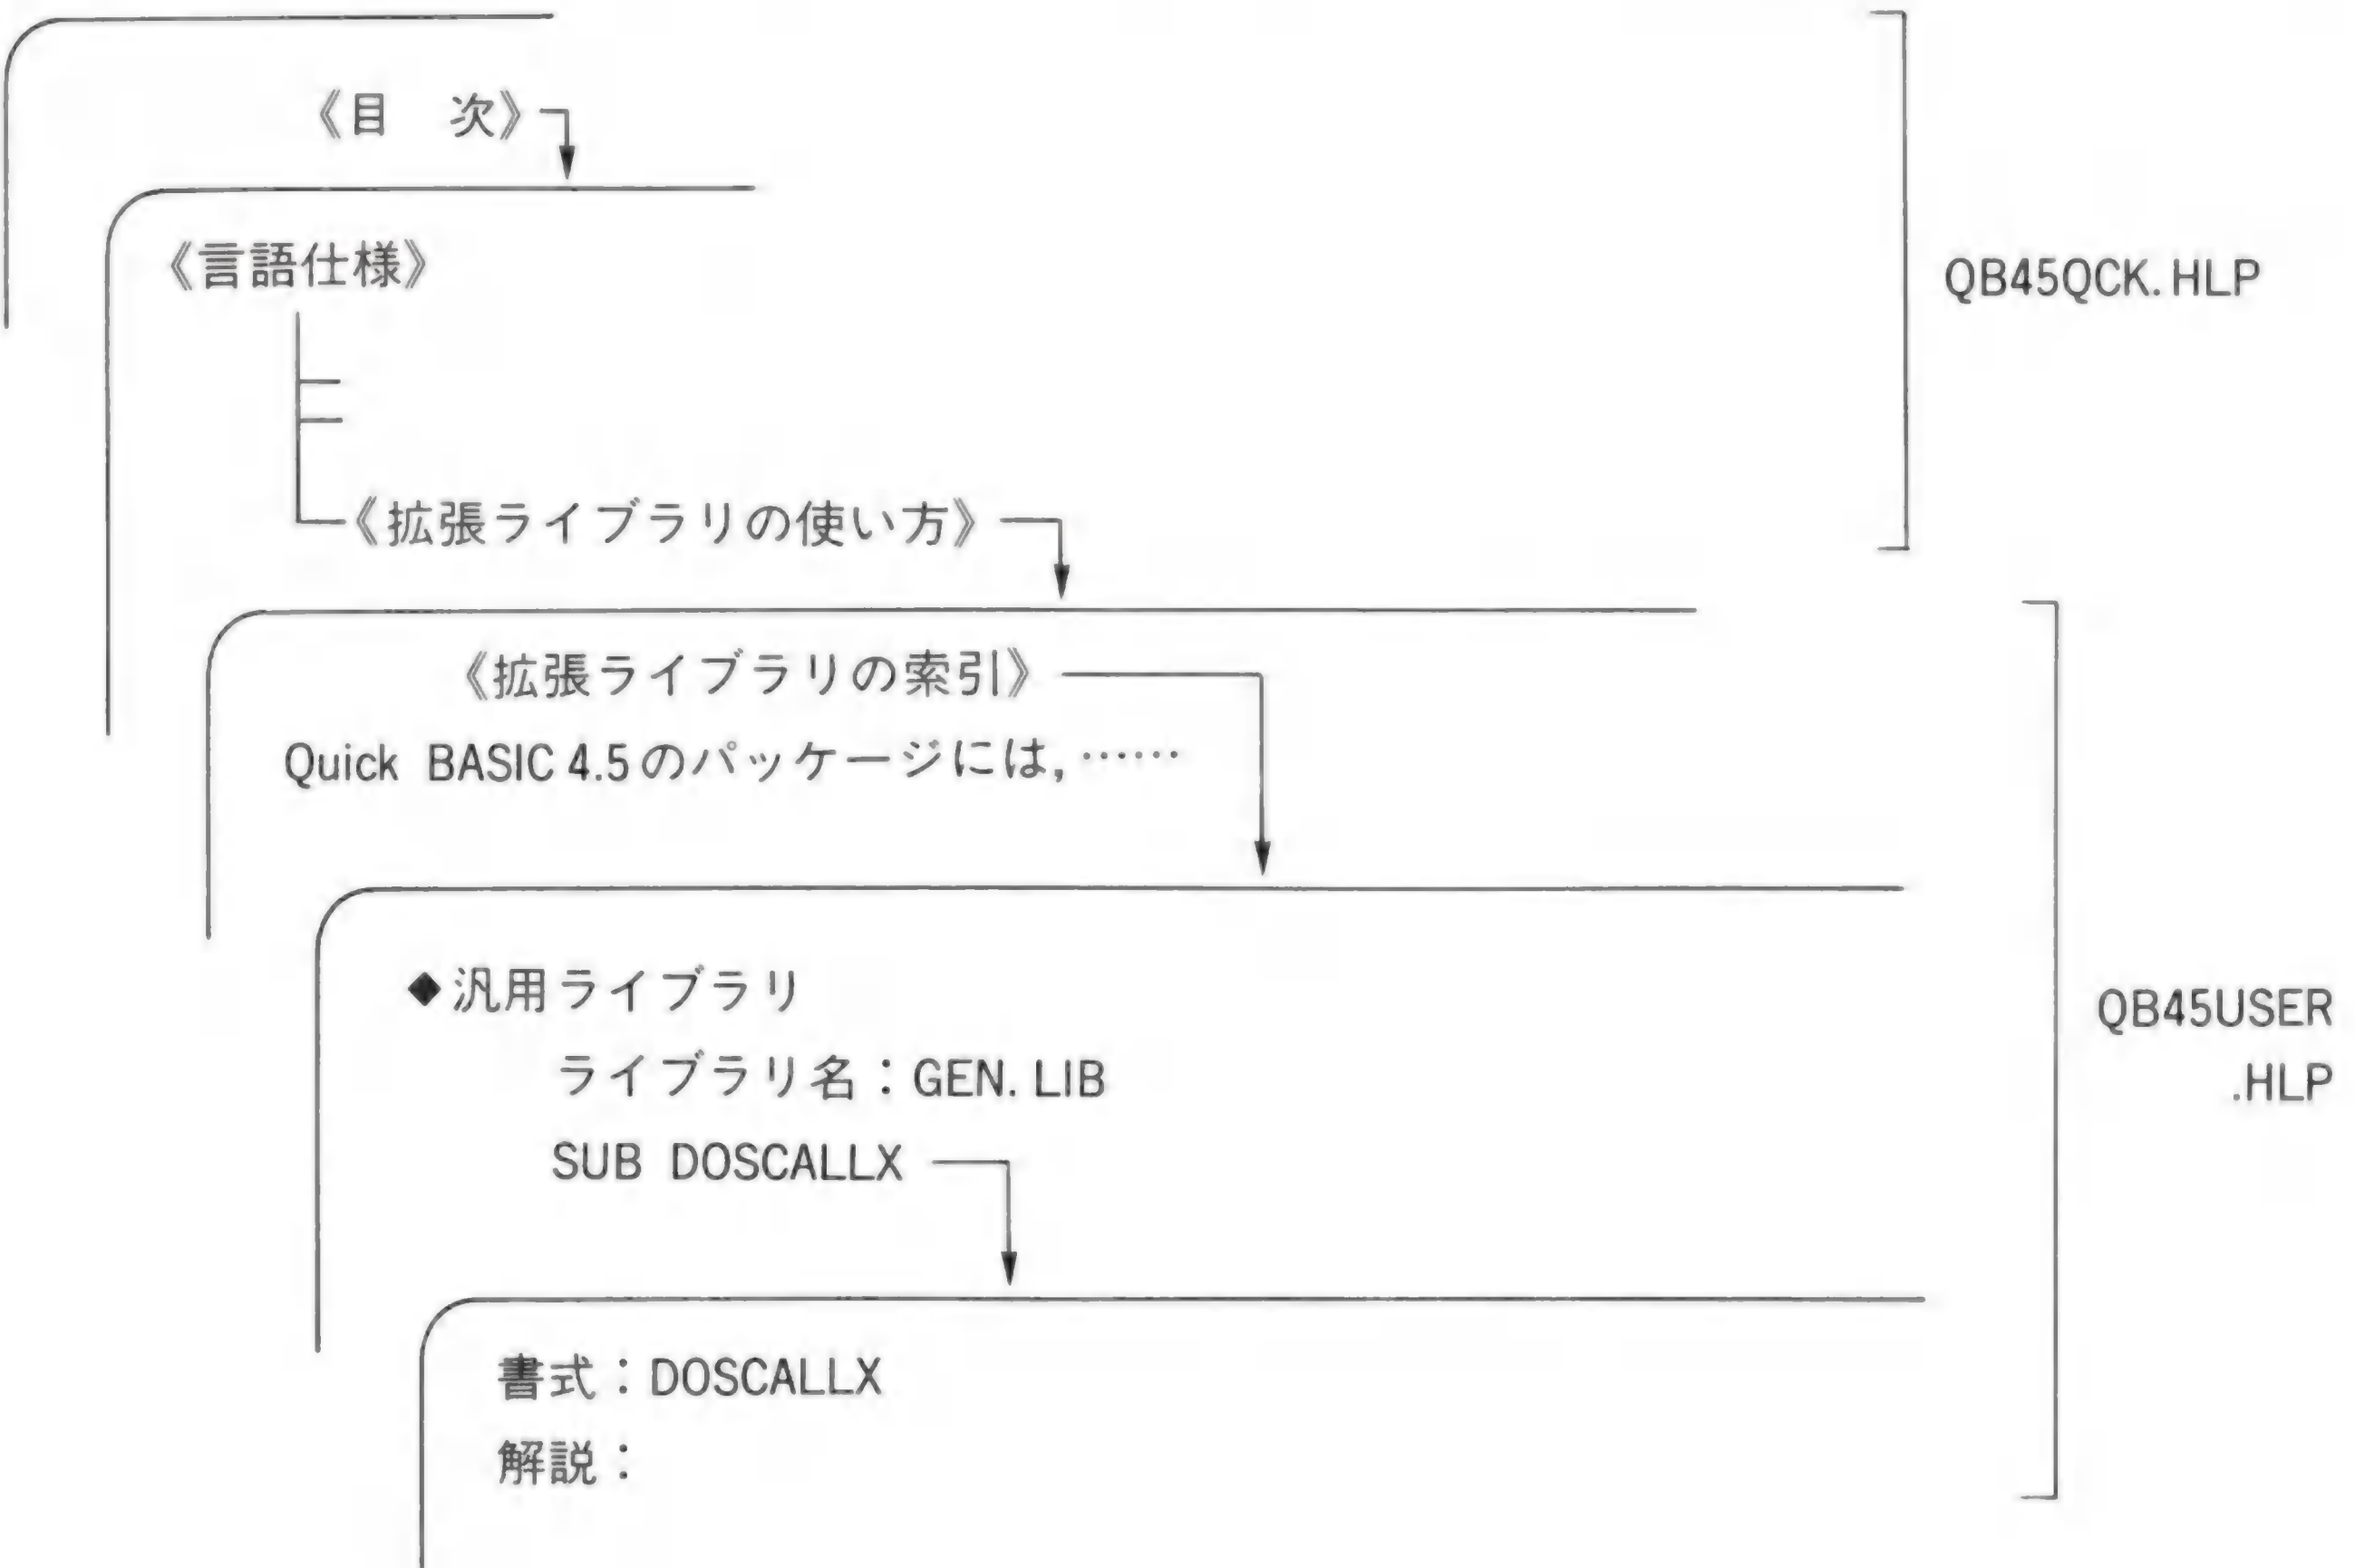 《目　次》
《言語仕様》
QB45QCK.HLP
《拡張ライブラリの使い方》
《拡張ライブラリの索引》
Quick BASIC 4.5のパッケージには,……
◆汎用ライブラリ
ライブラリ名：GEN.LIB
SUB DOSCALLX
QB45USER
.HLP
書式：DOSCALLX
解説：